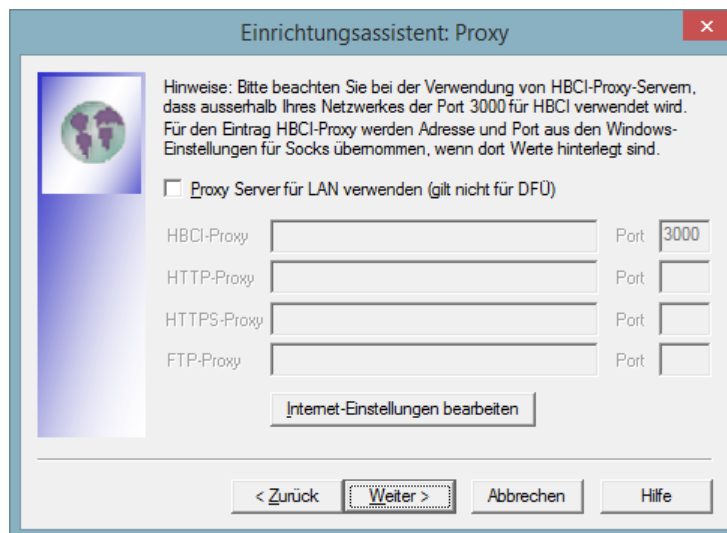 Einrichtungsassistent: Proxy
Hinweise: Bitte beachten Sie bei der Verwendung von HBCI-Proxy-Servern,
dass ausserhalb Ihres Netzwerkes der Port 3000 für HBCI verwendet wird.
Für den Eintrag HBCI-Proxy werden Adresse und Port aus den Windows-
Einstellungen für Socks übernommen, wenn dort Werte hinterlegt sind.
Proxy Server für LAN verwenden (gilt nicht für DFÜ)
HBCI-Proxy Port 3000
HTTP-Proxy Port
HTTPS-Proxy Port
FTP-Proxy Port
Internet-Einstellungen bearbeiten
< Zurück Weiter > Abbrechen Hilfe